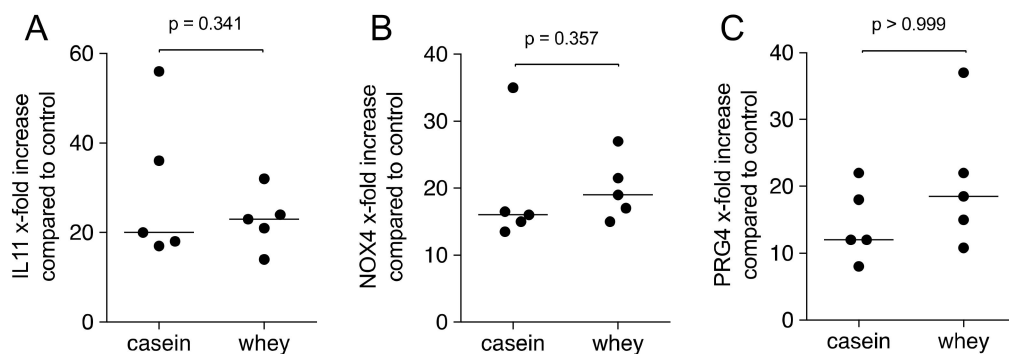 A
p = 0.341
IL11 x-fold increase
compared to control
60
40
20
0
casein
whey
B
p = 0.357
NOX4 x-fold increase
compared to control
40
30
20
10
0
casein
whey
C
p > 0.999
PRG4 x-fold increase
compared to control
40
30
20
10
0
casein
whey